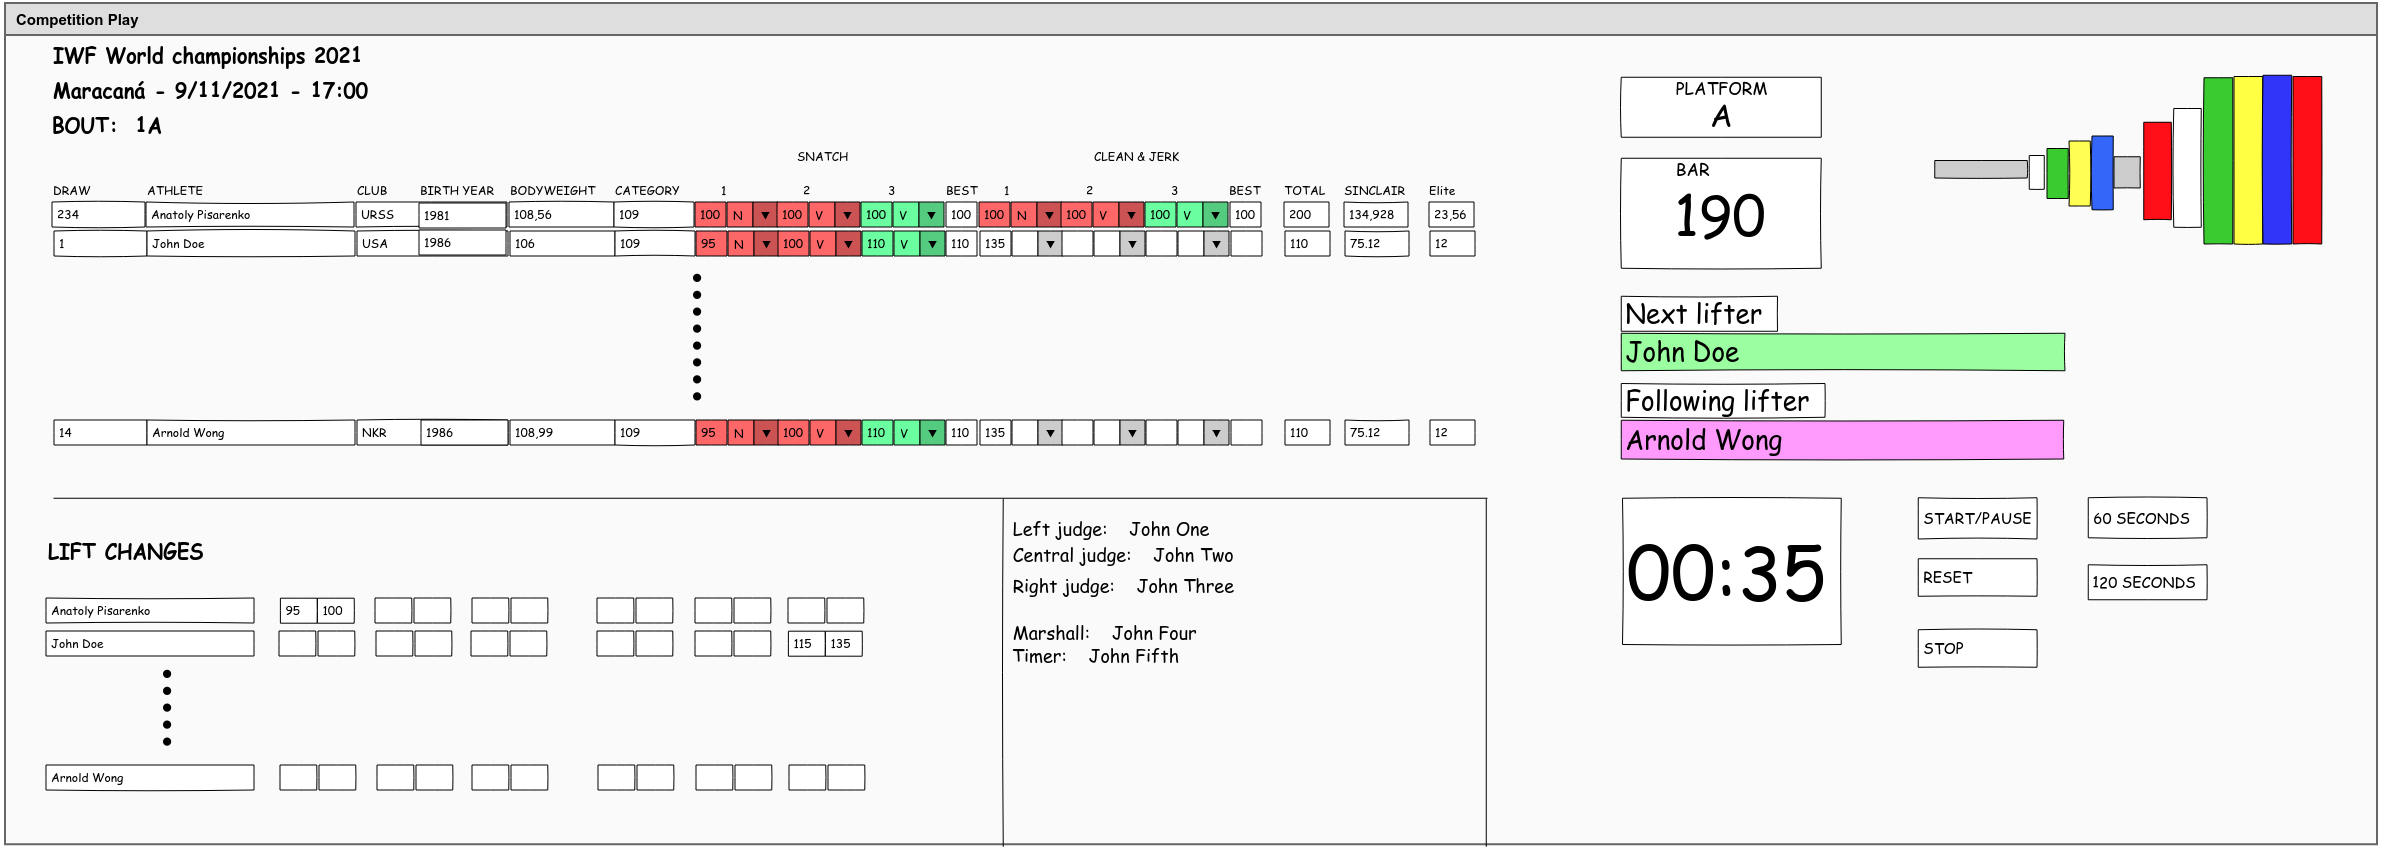 Competition Play
IWF World championships 2021
Maracaná - 9/11/2021 - 17:00
BOUT: 1A
SNATCH CLEAN & JERK
DRAW ATHLETE CLUB BIRTH YEAR BODYWEIGHT CATEGORY 1 2 3 BEST 1 2 3 BEST TOTAL SINCLAIR Elite
234 Anatoly Pisarenko URSS 1981 108,56 109 100 N ▼ 100 V ▼ 100 V ▼ 100 100 N ▼ 100 V ▼ 100 V ▼ 100 200 134,928 23,56
1 John Doe USA 1986 106 109 95 N ▼ 100 V ▼ 110 V ▼ 110 135 ▼ ▼ ▼ 110 75.12 12
14 Arnold Wong NKR 1986 108,99 109 95 N ▼ 100 V ▼ 110 V ▼ 110 135 ▼ ▼ ▼ 110 75.12 12
PLATFORM
A
BAR
190
Next lifter
John Doe
Following lifter
Arnold Wong
LIFT CHANGES
Anatoly Pisarenko 95 100
John Doe 115 135
Arnold Wong
Left judge: John One
Central judge: John Two
Right judge: John Three
Marshall: John Four
Timer: John Fifth
00:35
START/PAUSE 60 SECONDS
RESET 120 SECONDS
STOP